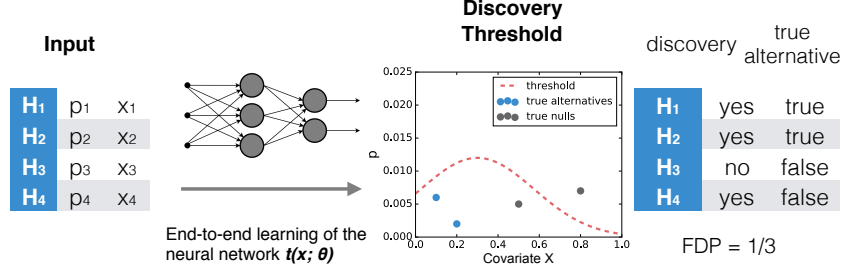 Input
H1 p1 x1
H2 p2 x2
H3 p3 x3
H4 p4 x4
End-to-end learning of the
neural network t(x; θ)
Discovery
Threshold
0.025
0.020
0.015
0.010
0.005
0.000
p
threshold
true alternatives
true nulls
0.0 0.2 0.4 0.6 0.8 1.0
Covariate X
discovery true
alternative
H1 yes true
H2 yes true
H3 no false
H4 yes false
FDP = 1/3